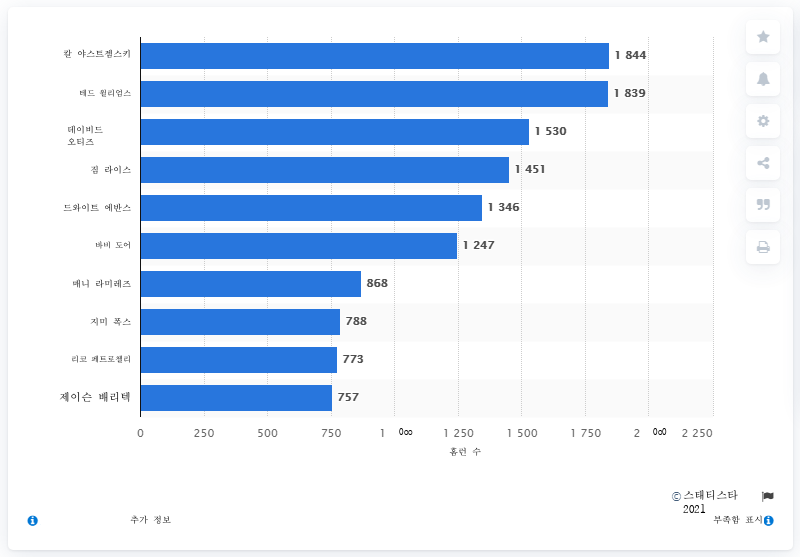 칼 야스트젬스키
1 844
테드 윌리엄스
1 839
데이비드
오티즈
1 530
짐 라이스
1 451
드와이트 에반스
1 346
바비 도어
1 247
매니 라미레즈
868
지미 폭스
788
리코 페트로첼리
773
제이슨 배리텍
757
0 250 500 750 1 000 1 250 1 500 1 750 2 000 2 250
홈런 수
© 스태티스타
2021
추가 정보
부족함 표시